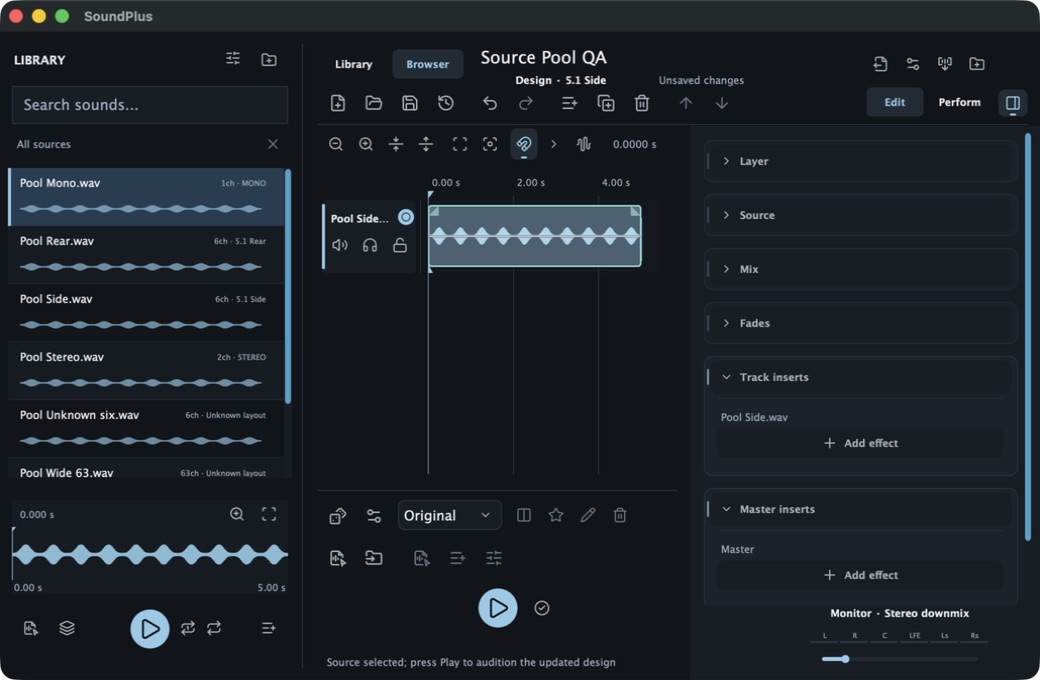 SoundPlus
LIBRARY
Search sounds...
All sources
Pool Mono.wav
1ch · MONO
Pool Rear.wav
6ch · 5.1 Rear
Pool Side.wav
6ch · 5.1 Side
Pool Stereo.wav
2ch · STEREO
Pool Unknown six.wav
6ch · Unknown layout
Pool Wide 63.wav
63ch · Unknown layout
0.000 s
0.00 s
5.00 s
Library
Browser
Source Pool QA
Design · 5.1 Side
Unsaved changes
Edit
Perform
0.0000 s
0.00 s
2.00 s
4.00 s
Pool Side...
Original
Source selected; press Play to audition the updated design
Layer
Source
Mix
Fades
Track inserts
Pool Side.wav
Add effect
Master inserts
Master
Add effect
Monitor · Stereo downmix
L R C LFE Ls Rs